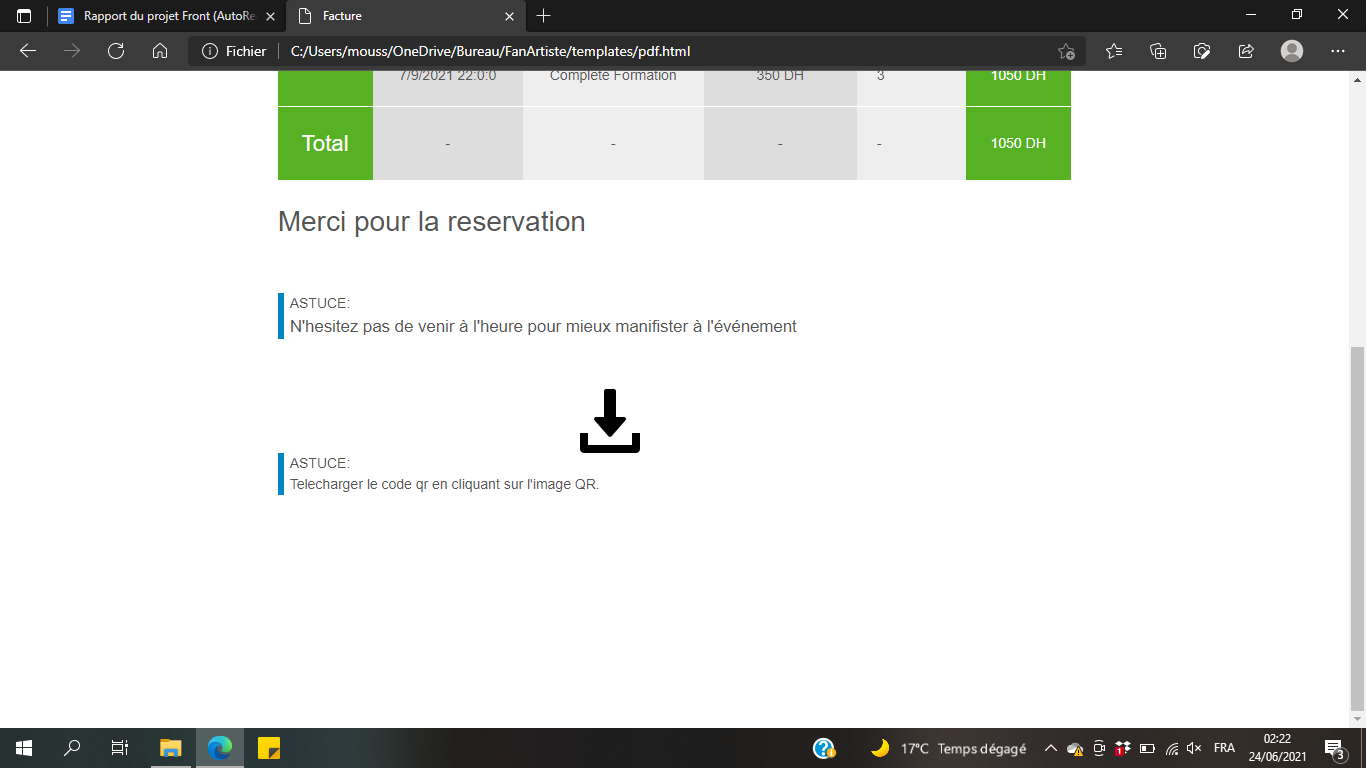 Rapport du projet Front (AutoRe
Facture
Fichier
C:/Users/mouss/OneDrive/Bureau/FanArtiste/templates/pdf.html
7/9/2021 22:0:0 Complete Formation 350 DH 3 1050 DH
Total - - - - 1050 DH
Merci pour la reservation
ASTUCE:
N'hesitez pas de venir à l'heure pour mieux manifister à l'événement
ASTUCE:
Telecharger le code qr en cliquant sur l'image QR.
17°C Temps dégagé
FRA
02:22
24/06/2021
3